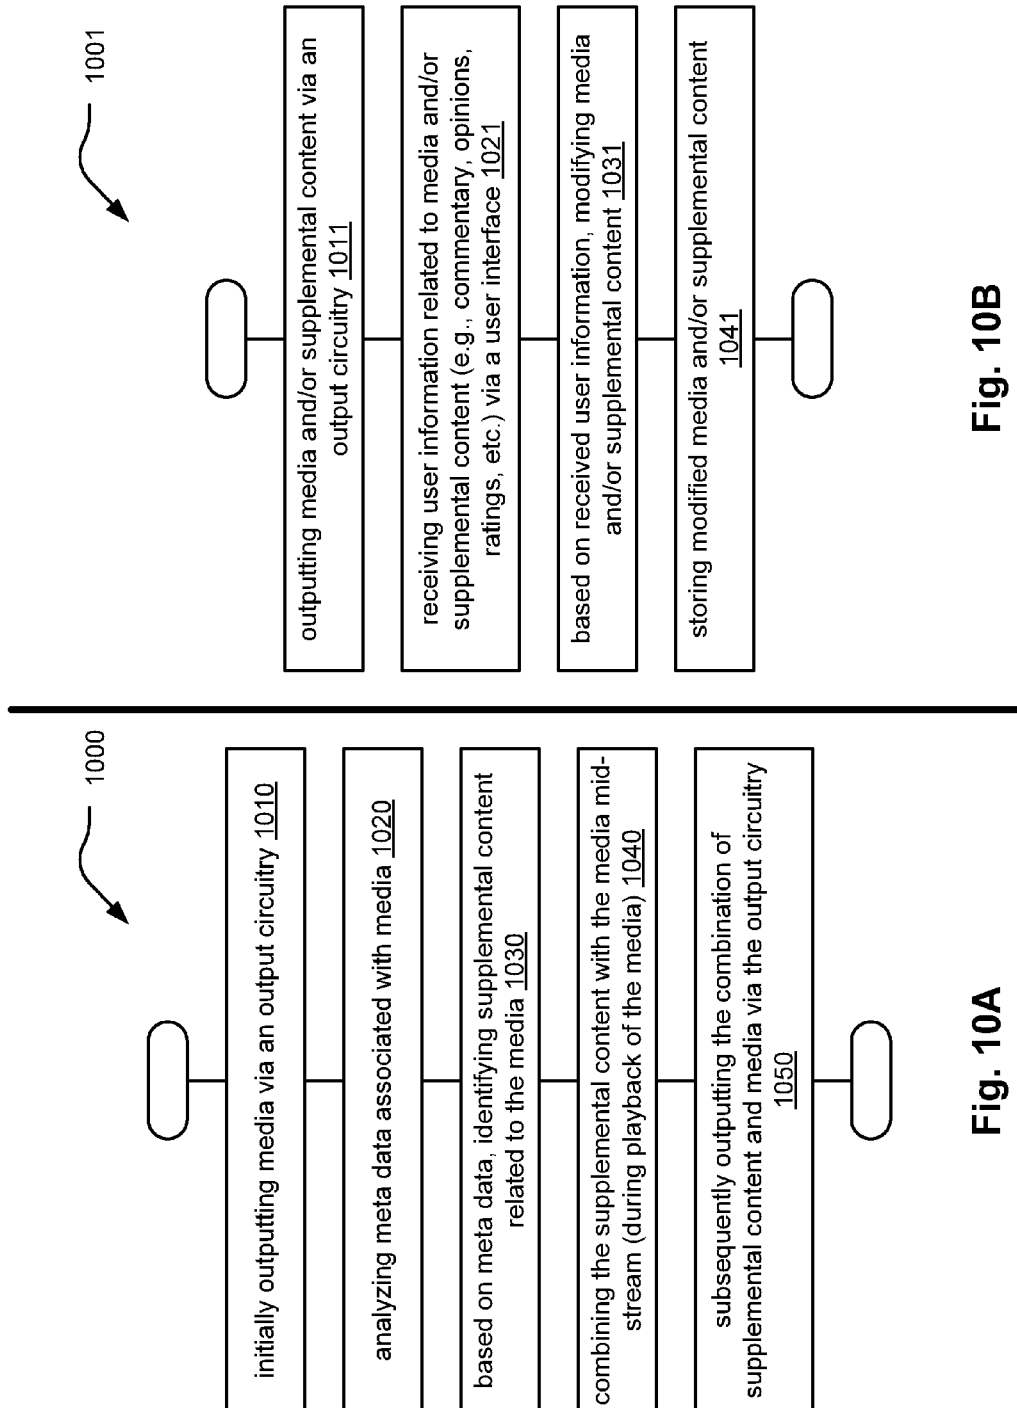 1000
initially outputting media via an output circuitry 1010
analyzing meta data associated with media 1020
based on meta data, identifying supplemental content
related to the media 1030
combining the supplemental content with the media mid-
stream (during playback of the media) 1040
subsequently outputting the combination of
supplemental content and media via the output circuitry
1050
Fig. 10A
1001
outputting media and/or supplemental content via an
output circuitry 1011
receiving user information related to media and/or
supplemental content (e.g., commentary, opinions,
ratings, etc.) via a user interface 1021
based on received user information, modifying media
and/or supplemental content 1031
storing modified media and/or supplemental content
1041
Fig. 10B